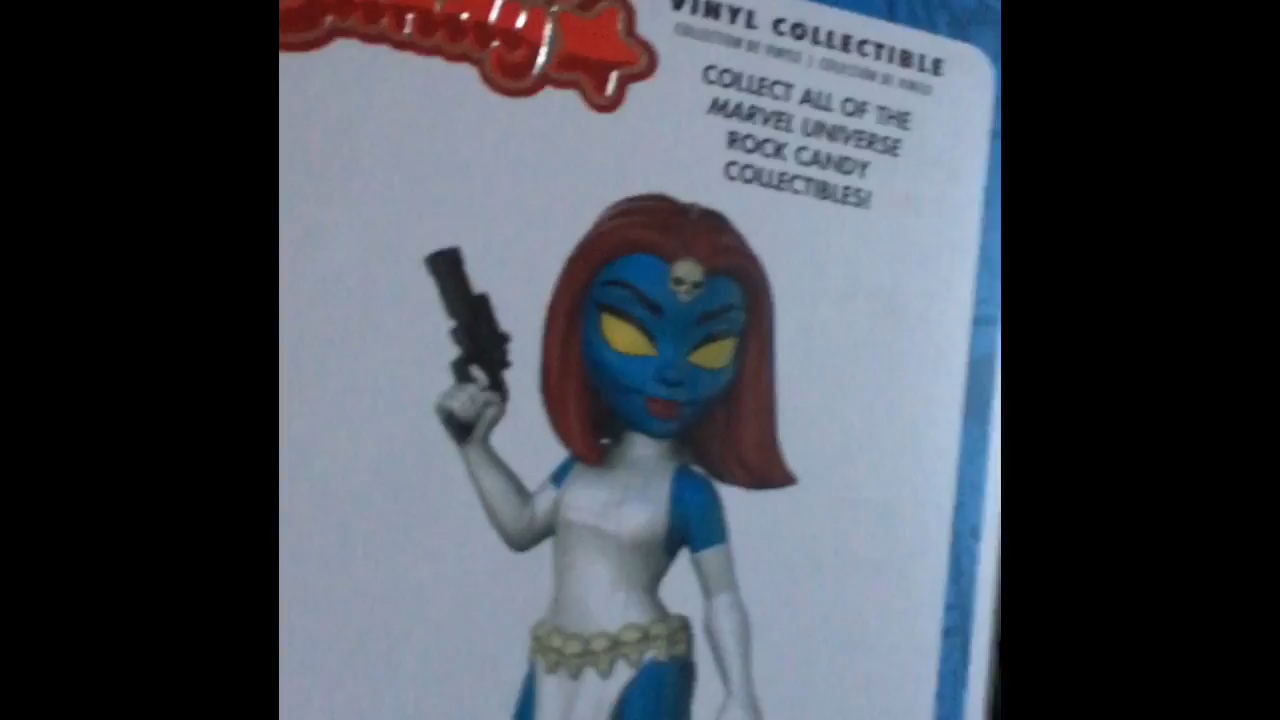 VINYL COLLECTIBLE
COLLECT ALL OF THE
MARVEL UNIVERSE
ROCK CANDY
COLLECTIBLES!